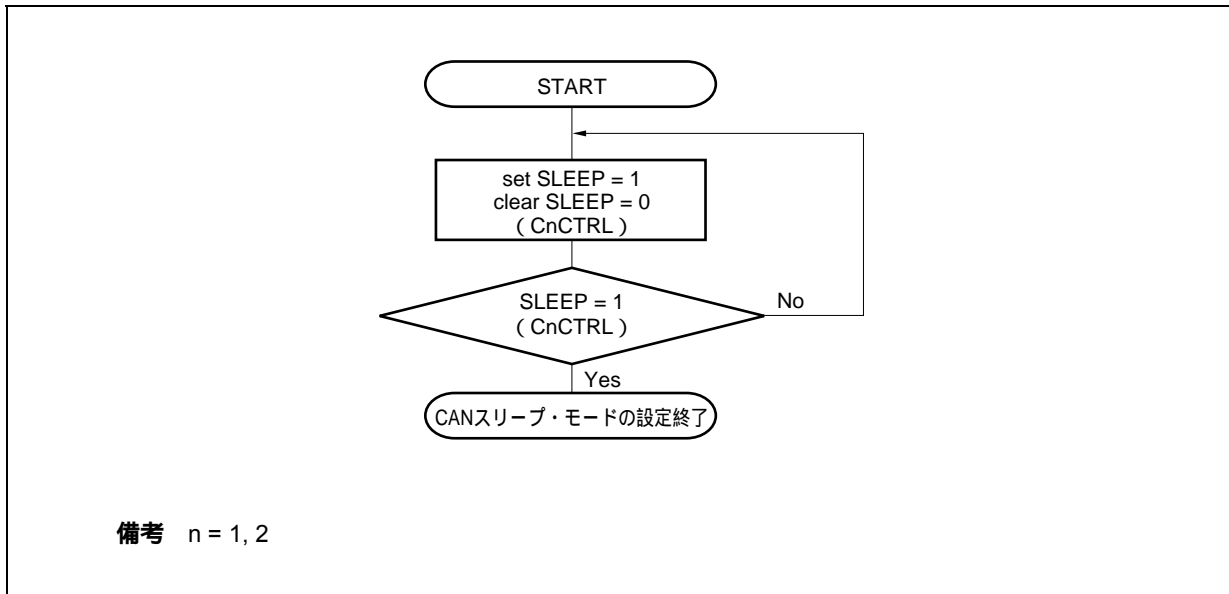 START
set SLEEP = 1
clear SLEEP = 0
（CnCTRL）
SLEEP = 1
（CnCTRL）
No
Yes
CANスリープ・モードの設定終了
備考 n = 1, 2